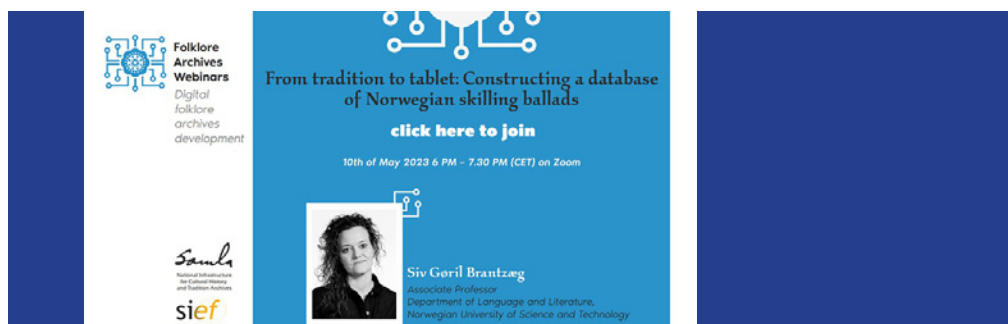 Folklore
Archives
Webinars
Digital
folklore
archives
development
Samla
National Infrastructure
for Cultural History
and Tradition Archives
sief
From tradition to tablet: Constructing a database
of Norwegian skilling ballads
click here to join
10th of May 2023 6 PM – 7.30 PM (CET) on Zoom
Siv Gøril Brantzæg
Associate Professor
Department of Language and Literature,
Norwegian University of Science and Technology